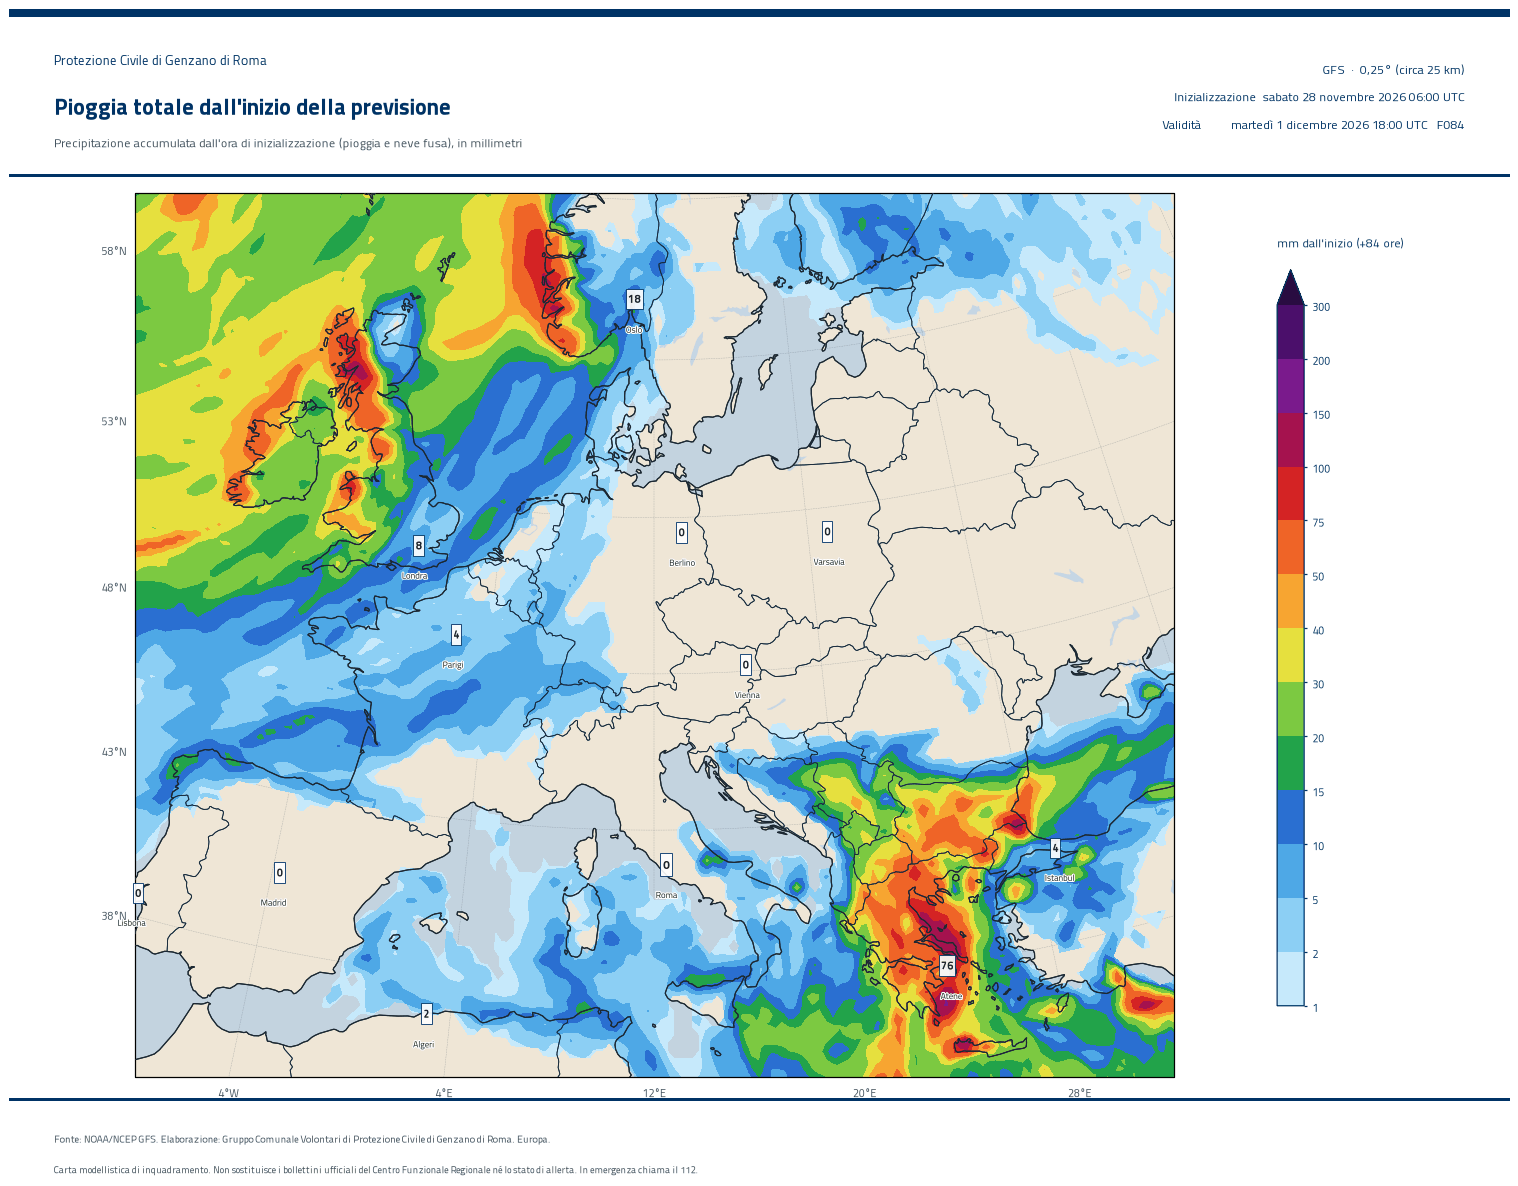 Protezione Civile di Genzano di Roma
Pioggia totale dall'inizio della previsione
Precipitazione accumulata dall'ora di inizializzazione (pioggia e neve fusa), in millimetri
GFS · 0,25° (circa 25 km)
Inizializzazione sabato 28 novembre 2026 06:00 UTC
Validità martedì 1 dicembre 2026 18:00 UTC F084
mm dall'inizio (+84 ore)
300
200
150
100
75
50
40
30
20
15
10
5
2
1
58°N
53°N
48°N
43°N
38°N
18
Oslo
8
Londra
0
Berlino
0
Varsavia
4
Parigi
0
Vienna
0
Madrid
0
Lisbona
0
Roma
4
Istanbul
76
Atene
2
Algeri
4°W
4°E
12°E
20°E
28°E
Fonte: NOAA/NCEP GFS. Elaborazione: Gruppo Comunale Volontari di Protezione Civile di Genzano di Roma. Europa.
Carta modellistica di inquadramento. Non sostituisce i bollettini ufficiali del Centro Funzionale Regionale né lo stato di allerta. In emergenza chiama il 112.